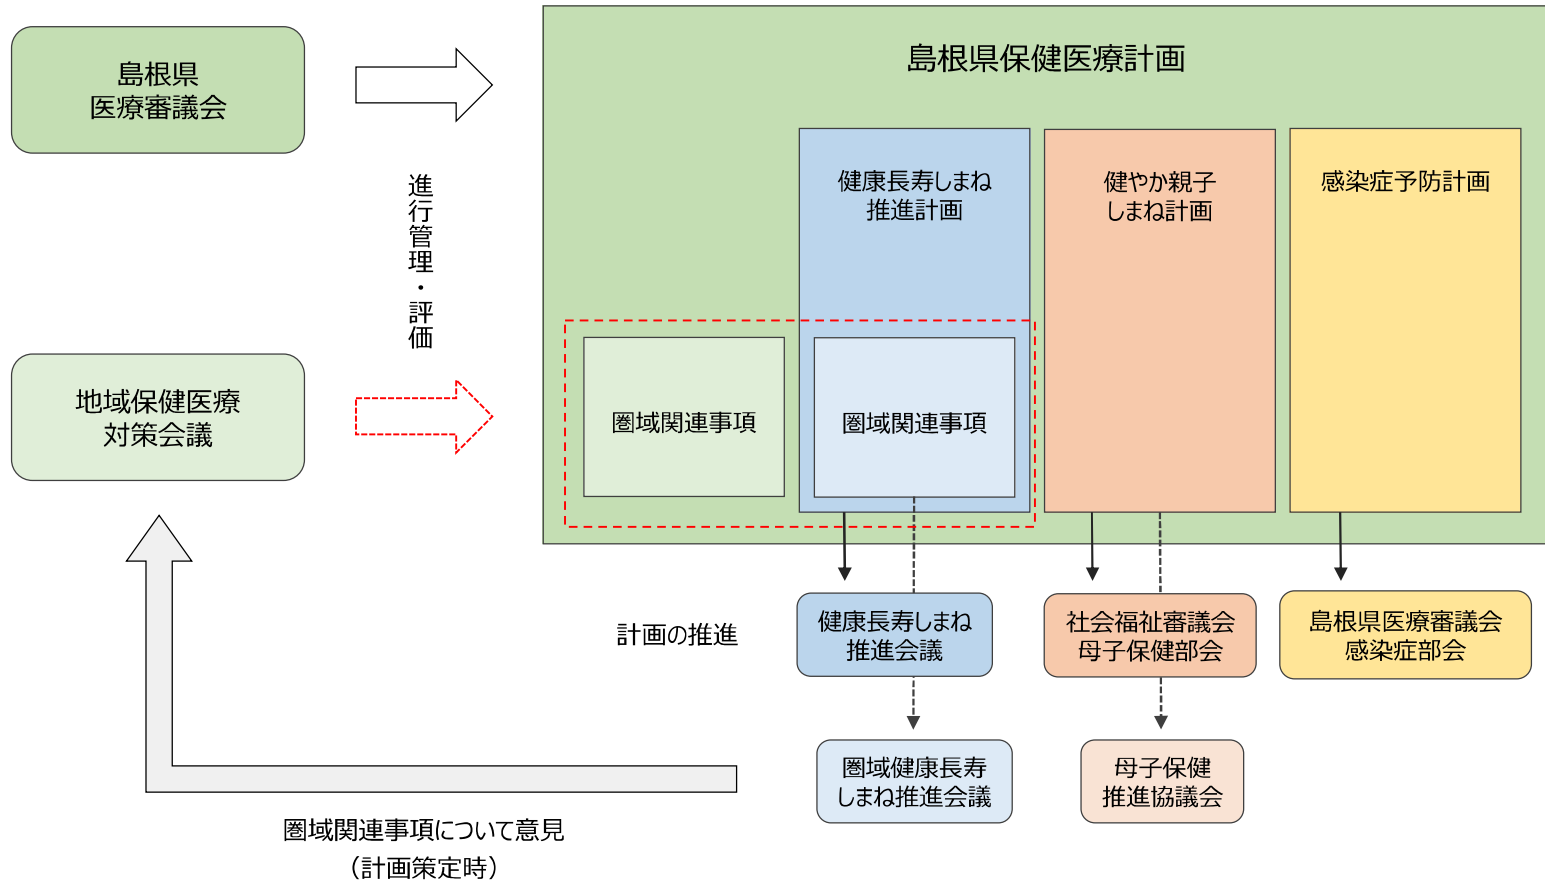 島根県
医療審議会
島根県保健医療計画
進行管理・評価
健康長寿しまね
推進計画
健やか親子
しまね計画
感染症予防計画
地域保健医療
対策会議
圏域関連事項
圏域関連事項
計画の推進
健康長寿しまね
推進会議
社会福祉審議会
母子保健部会
島根県医療審議会
感染症部会
圏域健康長寿
しまね推進会議
母子保健
推進協議会
圏域関連事項について意見
（計画策定時）